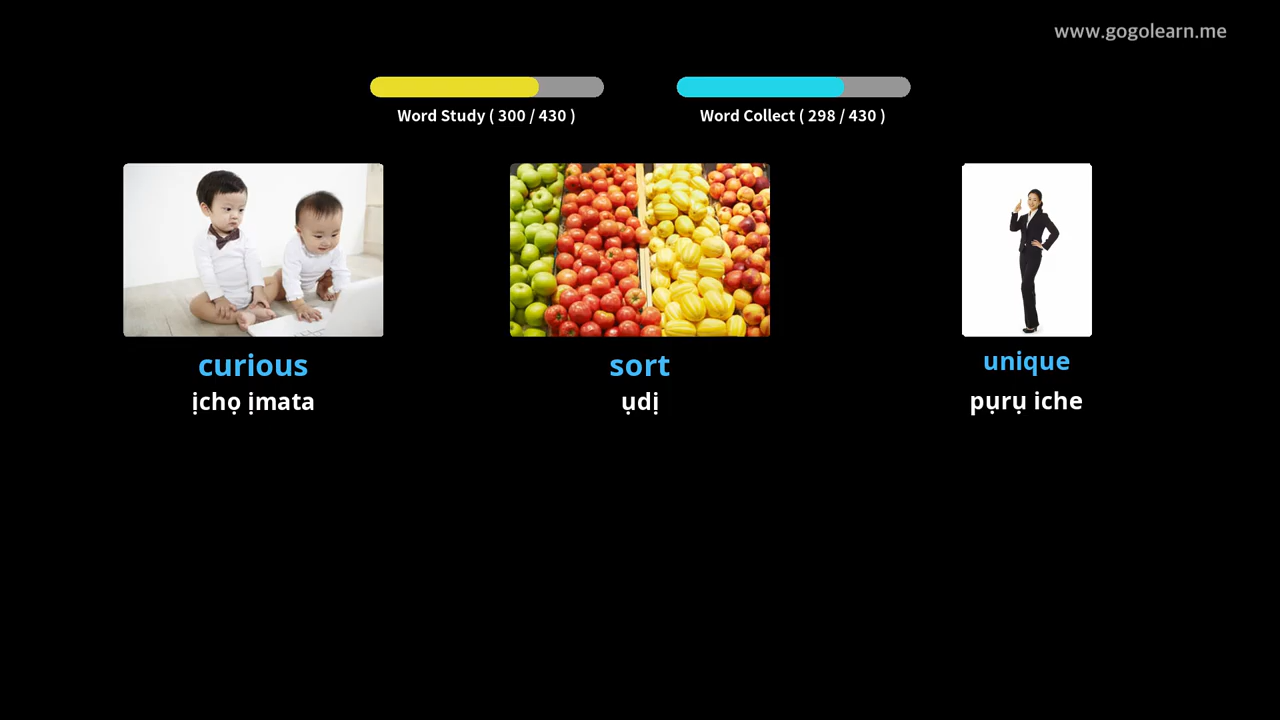 www.gogolearn.me
Word Study ( 300 / 430 )
Word Collect ( 298 / 430 )
curious
ịchọ ịmata
sort
ụdị
unique
pụrụ iche